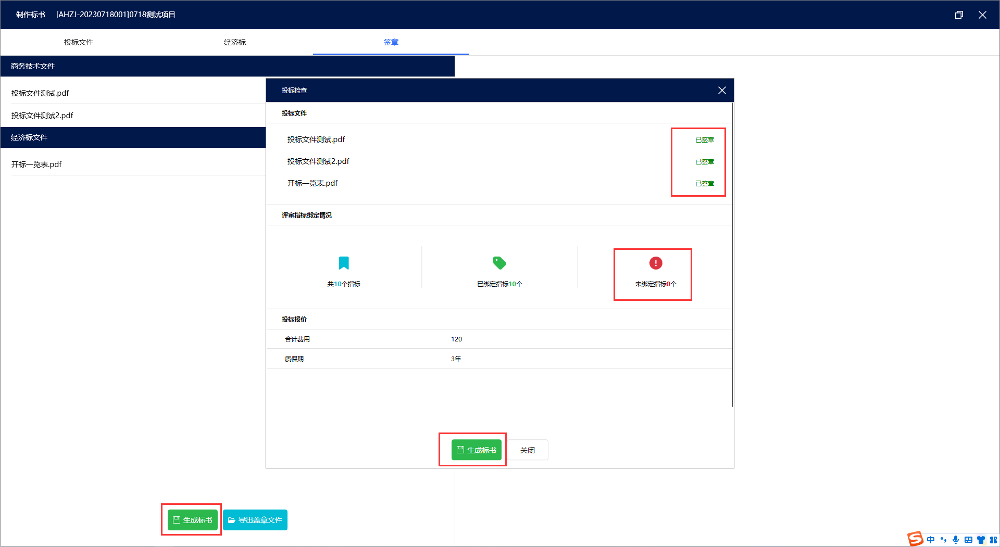 制作标书 [AHZJ-20230718001]0718测试项目
投标文件 经济标 签章
商务技术文件
投标文件测试.pdf
投标文件测试2.pdf
经济标文件
开标一览表.pdf
投标检查
投标文件
投标文件测试.pdf 已签章
投标文件测试2.pdf 已签章
开标一览表.pdf 已签章
评审指标绑定情况
共10个指标 已绑定指标10个 未绑定指标0个
投标报价
合计费用 120
质保期 3年
生成标书 关闭
生成标书 导出盖章文件
S 中